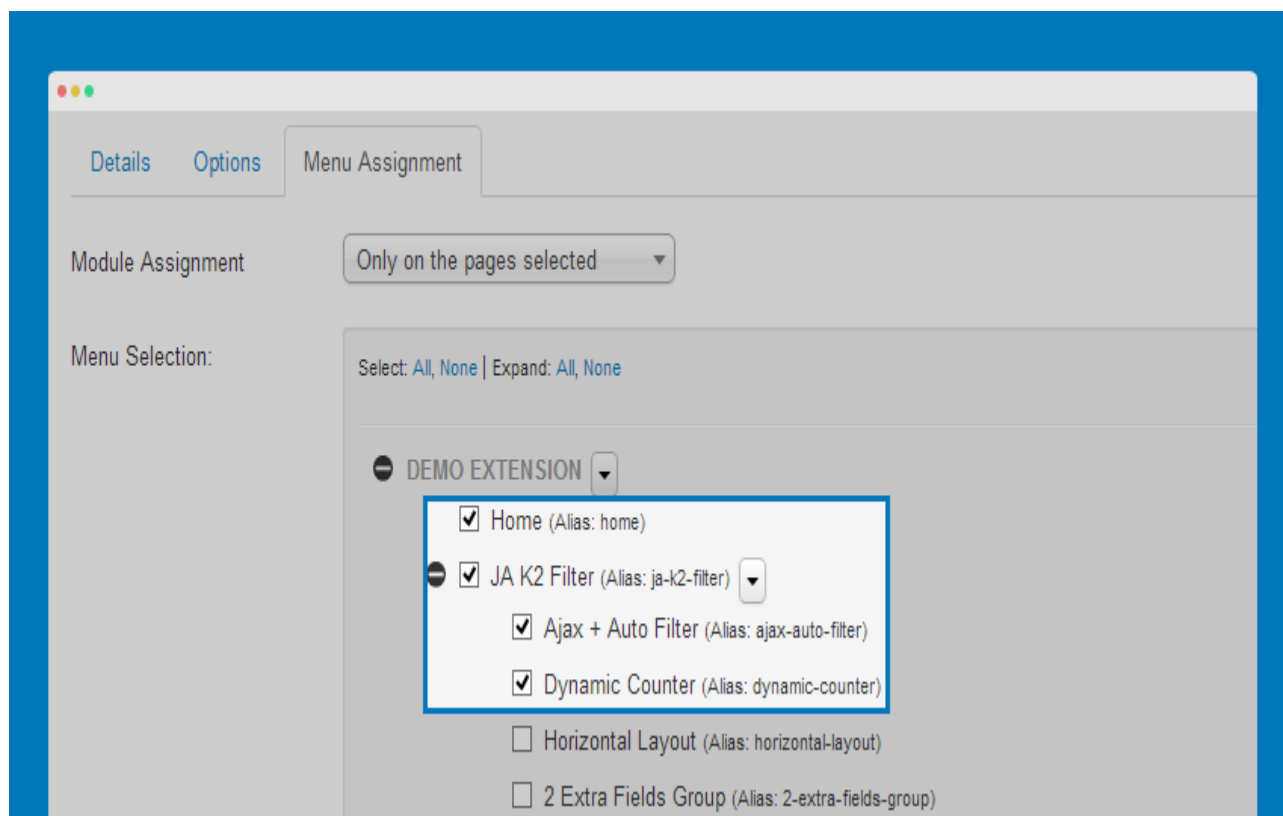 Details Options Menu Assignment
Module Assignment Only on the pages selected
Menu Selection: Select: All, None | Expand: All, None
DEMO EXTENSION
Home (Alias: home)
JA K2 Filter (Alias: ja-k2-filter)
Ajax + Auto Filter (Alias: ajax-auto-filter)
Dynamic Counter (Alias: dynamic-counter)
Horizontal Layout (Alias: horizontal-layout)
2 Extra Fields Group (Alias: 2-extra-fields-group)